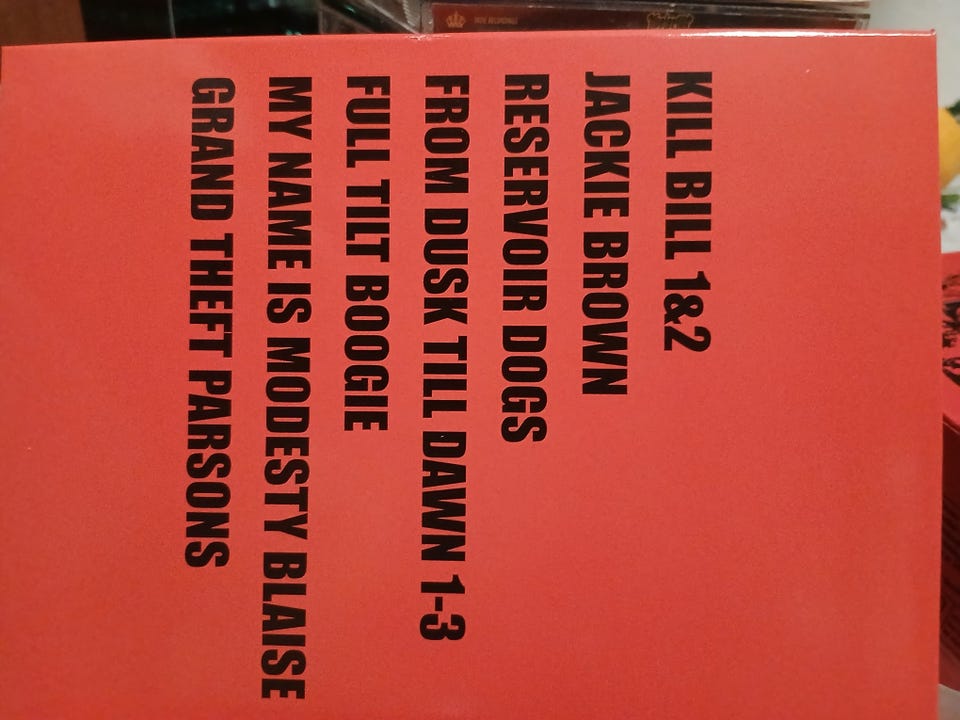 KILL BILL 1&2
JACKIE BROWN
RESERVOIR DOGS
FROM DUSK TILL DAWN 1-3
FULL TILT BOOGIE
MY NAME IS MODESTY BLAISE
GRAND THEFT PARSONS